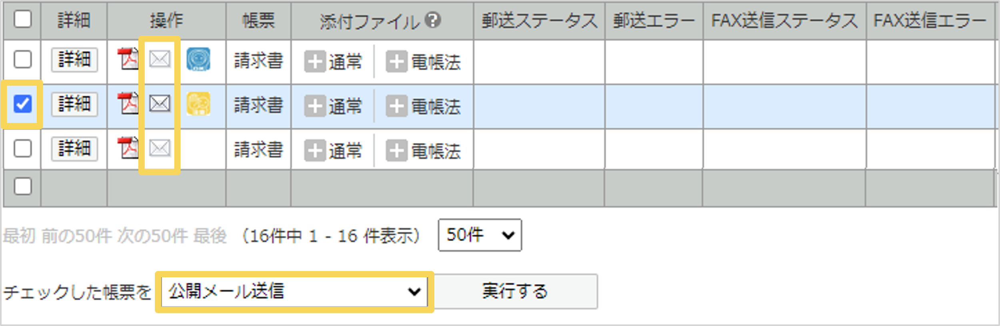 詳細 操作 帳票 添付ファイル ? 郵送ステータス 郵送エラー FAX送信ステータス FAX送信エラー
詳細 請求書 通常 電帳法
詳細 請求書 通常 電帳法
詳細 請求書 通常 電帳法
最初 前の50件 次の50件 最後 （16件中 1 - 16 件表示） 50件
チェックした帳票を 公開メール送信 実行する